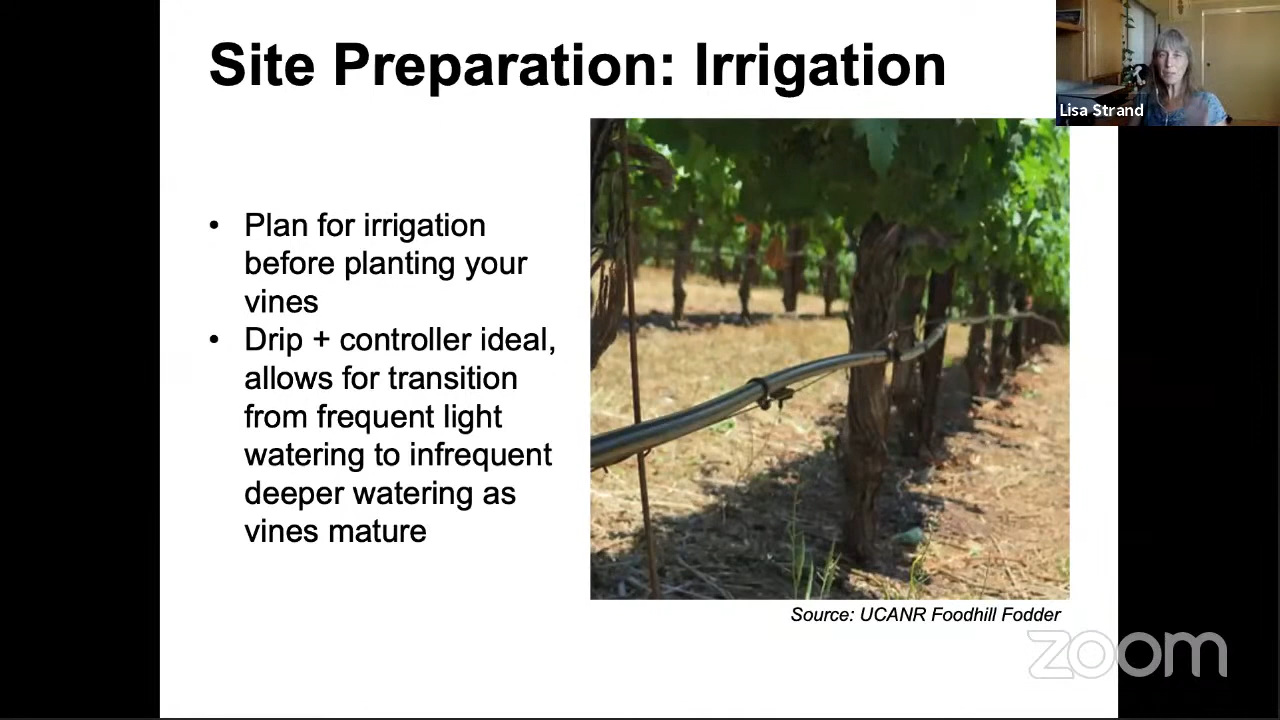 Site Preparation: Irrigation
Lisa Strand
• Plan for irrigation
before planting your
vines
• Drip + controller ideal,
allows for transition
from frequent light
watering to infrequent
deeper watering as
vines mature
Source: UCANR Foodhill Fodder
zoom